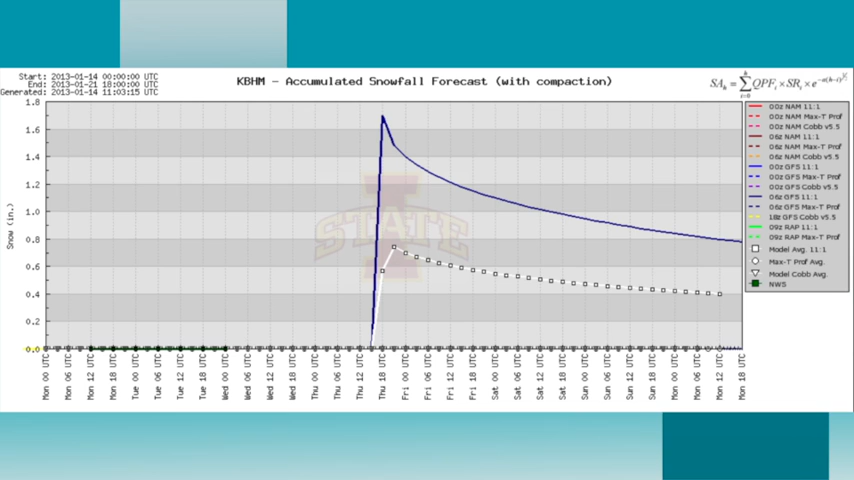 Start: 2013-01-14 00:00:00 UTC
End: 2013-01-21 18:00:00 UTC
Generated: 2013-01-14 11:03:15 UTC
KBHM - Accumulated Snowfall Forecast (with compaction)
Snow (in.)
1.8
1.6
1.4
1.2
1.0
0.8
0.6
0.4
0.2
0.0
STATE
Mon 00 UTC
Mon 06 UTC
Mon 12 UTC
Mon 18 UTC
Tue 00 UTC
Tue 06 UTC
Tue 12 UTC
Tue 18 UTC
Wed 00 UTC
Wed 06 UTC
Wed 12 UTC
Wed 18 UTC
Thu 00 UTC
Thu 06 UTC
Thu 12 UTC
Thu 18 UTC
Fri 00 UTC
Fri 06 UTC
Fri 12 UTC
Fri 18 UTC
Sat 00 UTC
Sat 06 UTC
Sat 12 UTC
Sat 18 UTC
Sun 00 UTC
Sun 06 UTC
Sun 12 UTC
Sun 18 UTC
Mon 00 UTC
Mon 06 UTC
Mon 12 UTC
Mon 18 UTC
00z NAM 11:1
00z NAM Max-T Prof
00z NAM Cobb v5.5
06z NAM 11:1
06z NAM Max-T Prof
06z NAM Cobb v5.5
00z GFS 11:1
00z GFS Max-T Prof
00z GFS Cobb v5.5
06z GFS 11:1
06z GFS Max-T Prof
18z GFS Cobb v5.5
09z RAP 11:1
09z RAP Max-T Prof
Model Avg. 11:1
Max-T Prof Avg.
Model Cobb Avg.
NWS